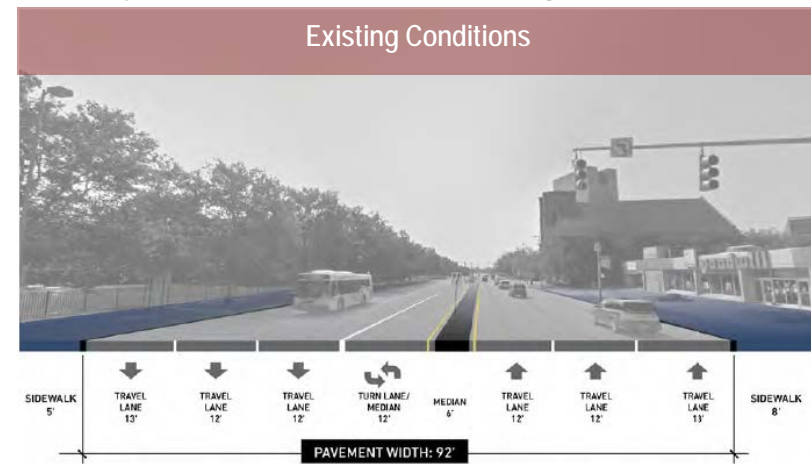 Existing Conditions
SIDEWALK
5'
TRAVEL
LANE
13'
TRAVEL
LANE
12'
TRAVEL
LANE
12'
TURN LANE/
MEDIAN
12'
MEDIAN
6'
TRAVEL
LANE
12'
TRAVEL
LANE
12'
TRAVEL
LANE
13'
SIDEWALK
8'
PAVEMENT WIDTH: 92'